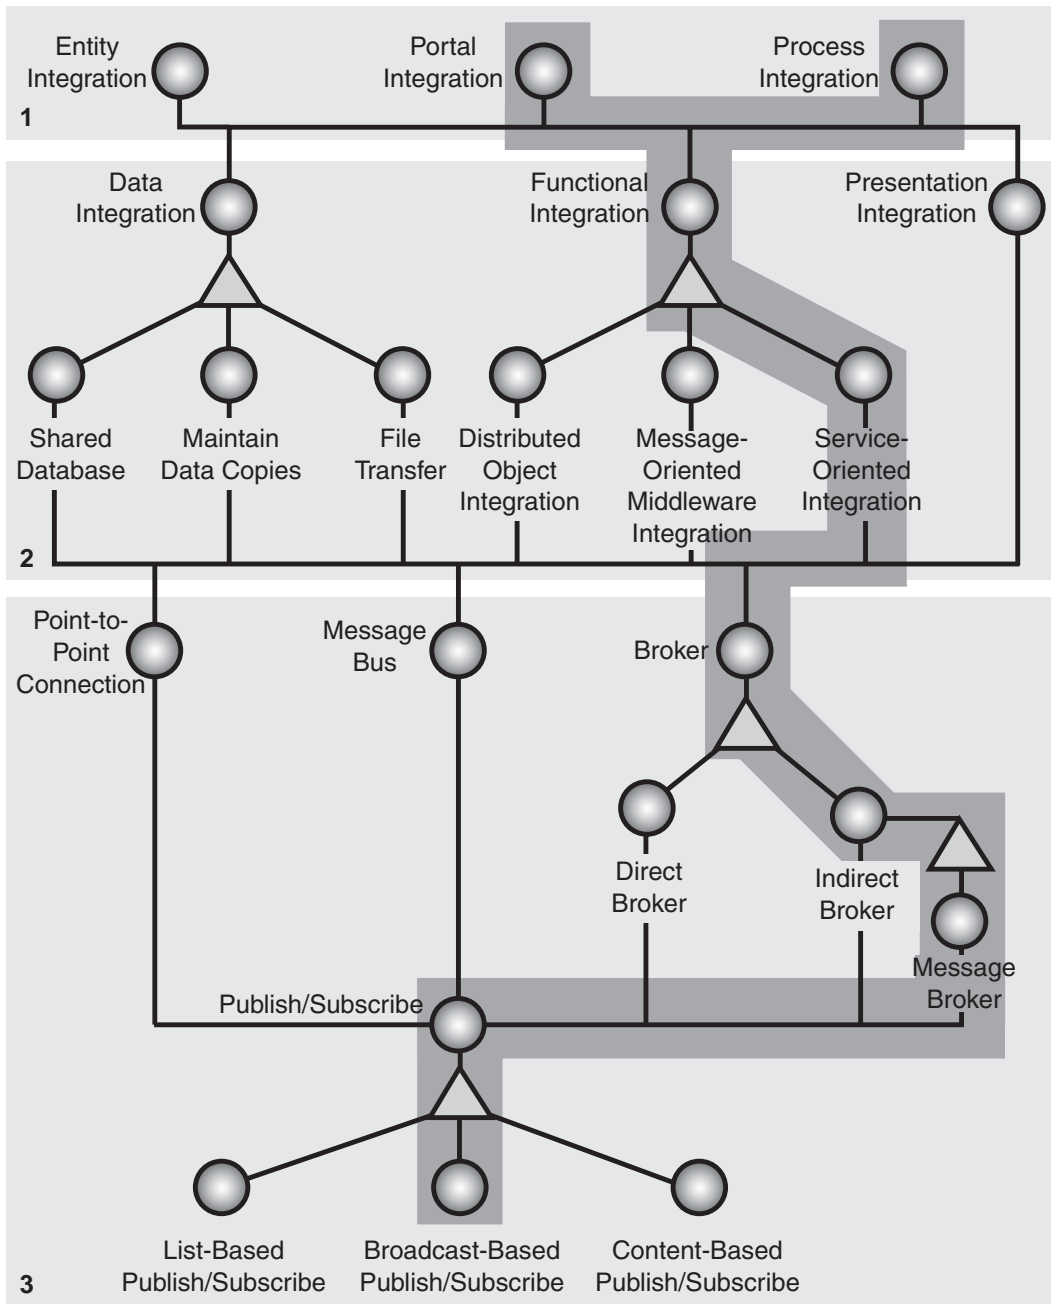 Entity
Integration
Portal
Integration
Process
Integration
1
Data
Integration
Functional
Integration
Presentation
Integration
Shared
Database
Maintain
Data Copies
File
Transfer
Distributed
Object
Integration
Message-
Oriented
Middleware
Integration
Service-
Oriented
Integration
2
Point-to-
Point
Connection
Message
Bus
Broker
Direct
Broker
Indirect
Broker
Message
Broker
Publish/Subscribe
List-Based
Publish/Subscribe
Broadcast-Based
Publish/Subscribe
Content-Based
Publish/Subscribe
3